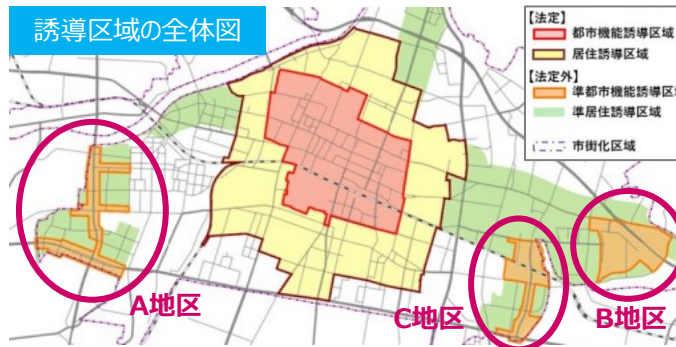 誘導区域の全体図
【法定】
都市機能誘導区域
居住誘導区域
【法定外】
準都市機能誘導区域
準居住誘導区域
市街化区域
A地区
C地区
B地区